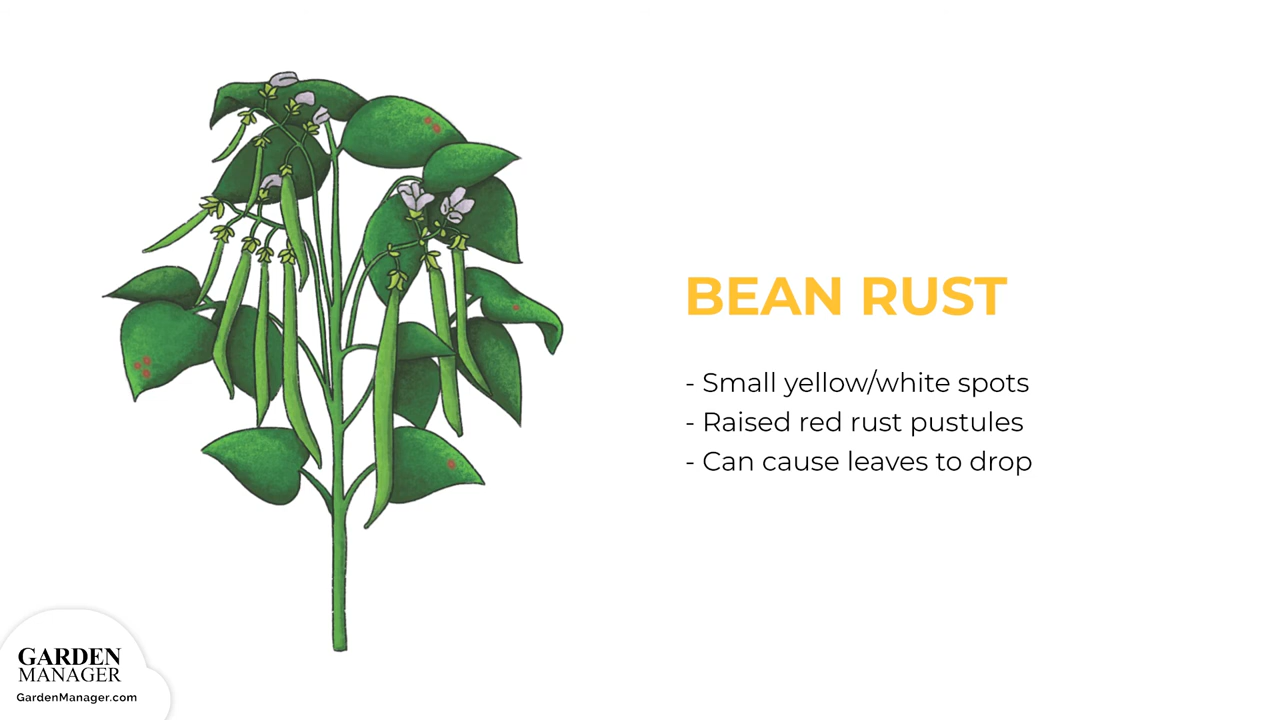 BEAN RUST
- Small yellow/white spots
- Raised red rust pustules
- Can cause leaves to drop
GARDEN
MANAGER
GardenManager.com